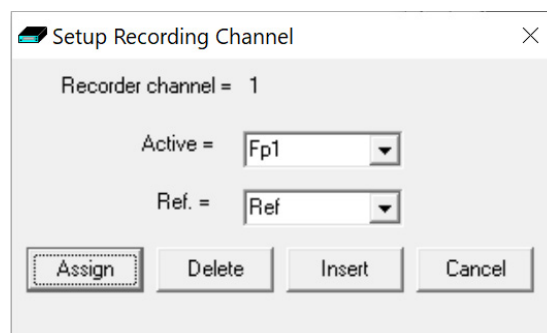 Setup Recording Channel
Recorder channel = 1
Active = Fp1
Ref. = Ref
Assign Delete Insert Cancel